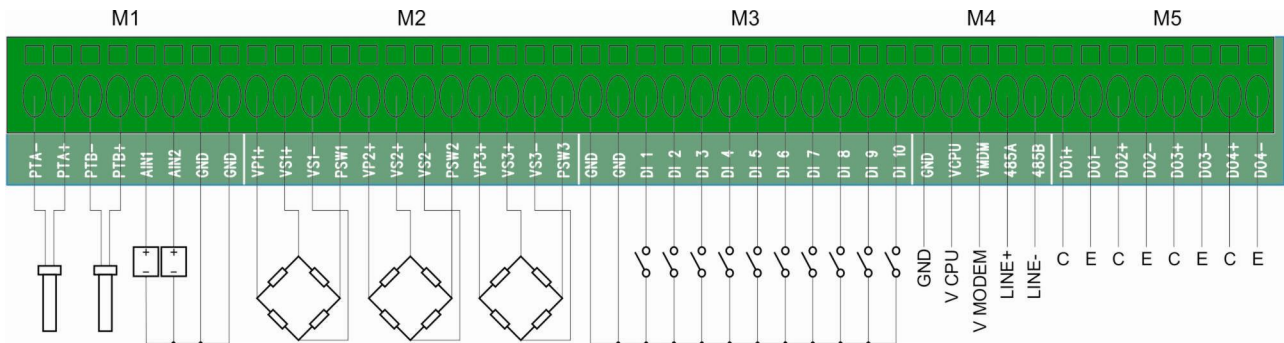 M1 M2 M3 M4 M5
PTA- PTA+ PTB- PTB+ AIN1 AIN2 GND GND VP1+ VS1+ VS1- PSW1 VP2+ VS2+ VS2- PSW2 VP3+ VS3+ VS3- PSW3 GND GND DI 1 DI 2 DI 3 DI 4 DI 5 DI 6 DI 7 DI 8 DI 9 DI 10 GND VCPU VMDM 485A 485B DO1+ DO1- DO2+ DO2- DO3+ DO3- DO4+ DO4-
+ +
- -
GND V CPU V MODEM LINE+ LINE- C E C E C E C E